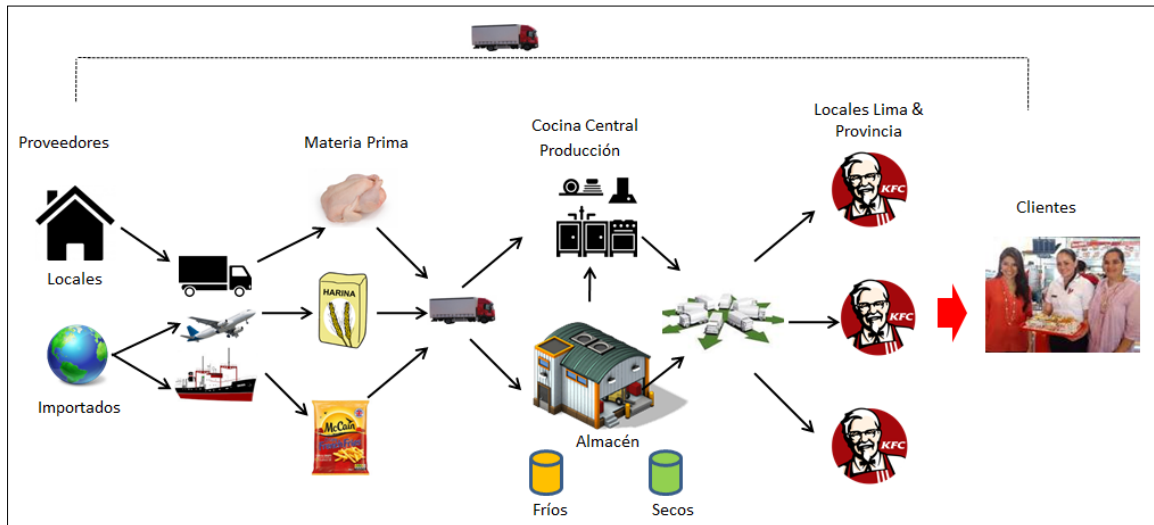 Proveedores
Locales
Importados
Materia Prima
HARINA
McCain
Cocina Central
Producción
Almacén
Fríos
Secos
Locales Lima &
Provincia
KFC
KFC
KFC
Clientes